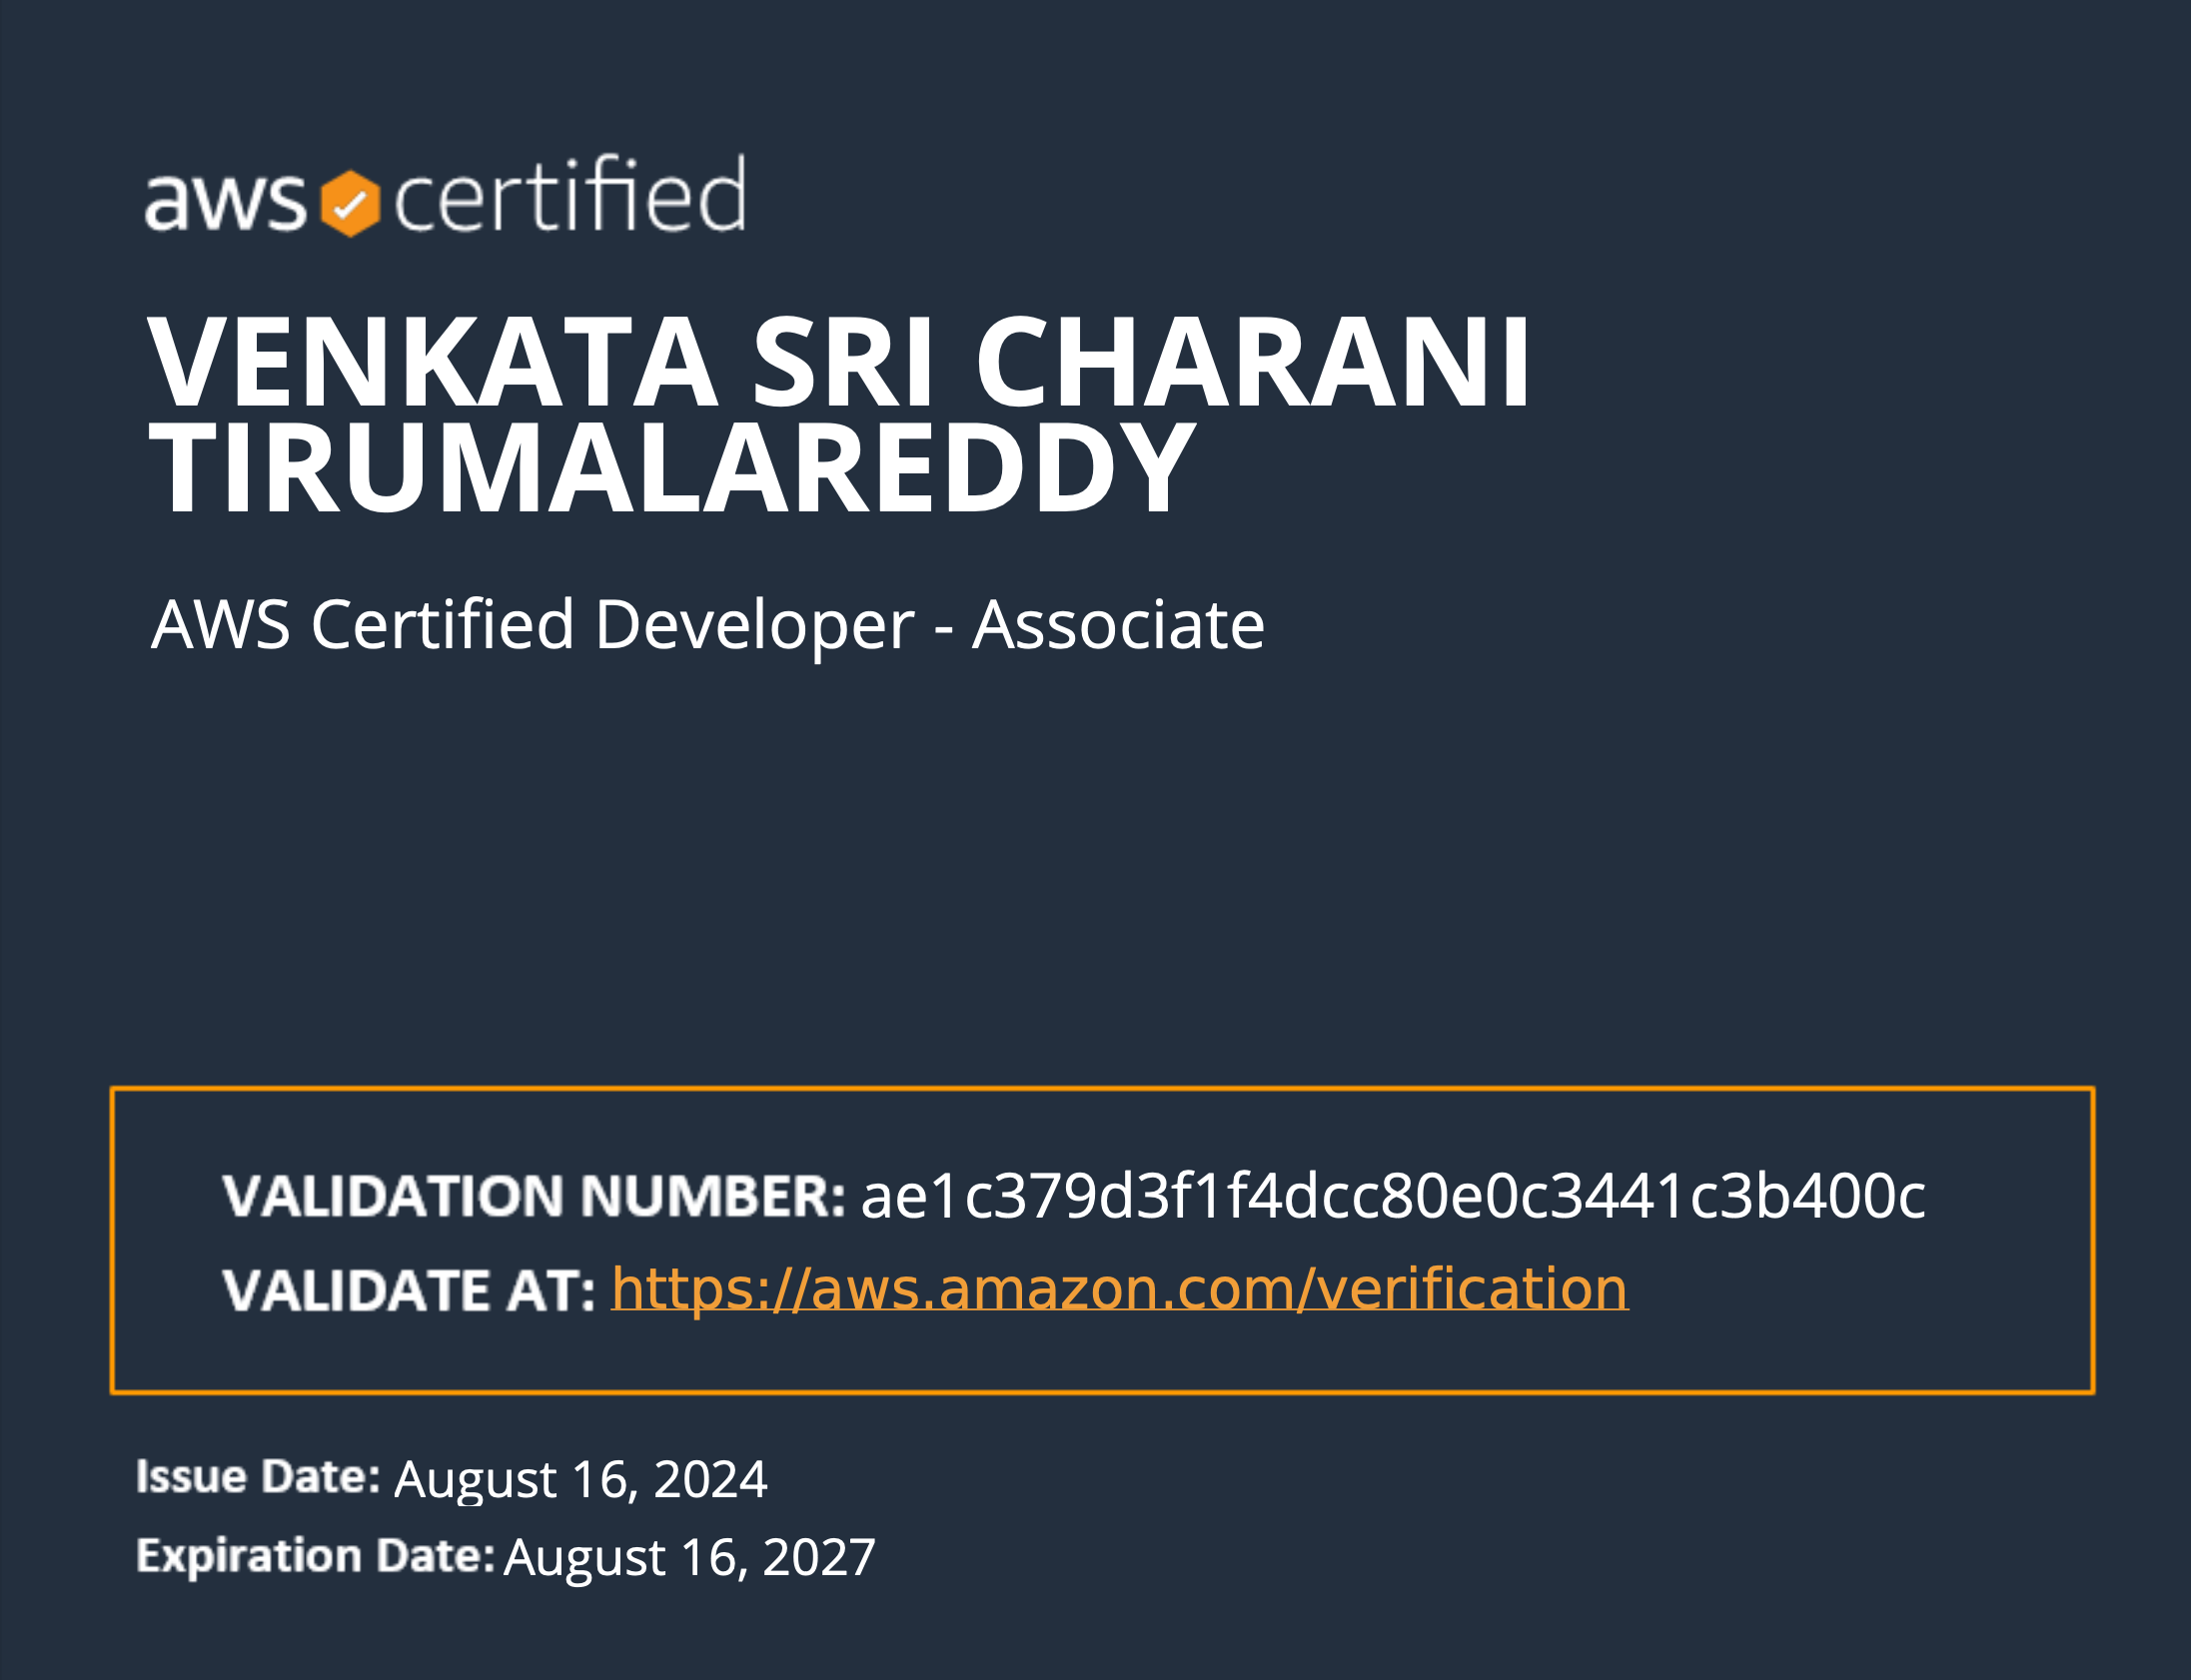 aws certified
VENKATA SRI CHARANI
TIRUMALAREDDY
AWS Certified Developer - Associate
VALIDATION NUMBER: ae1c379d3f1f4dcc80e0c3441c3b400c
VALIDATE AT: https://aws.amazon.com/verification
Issue Date: August 16, 2024
Expiration Date: August 16, 2027